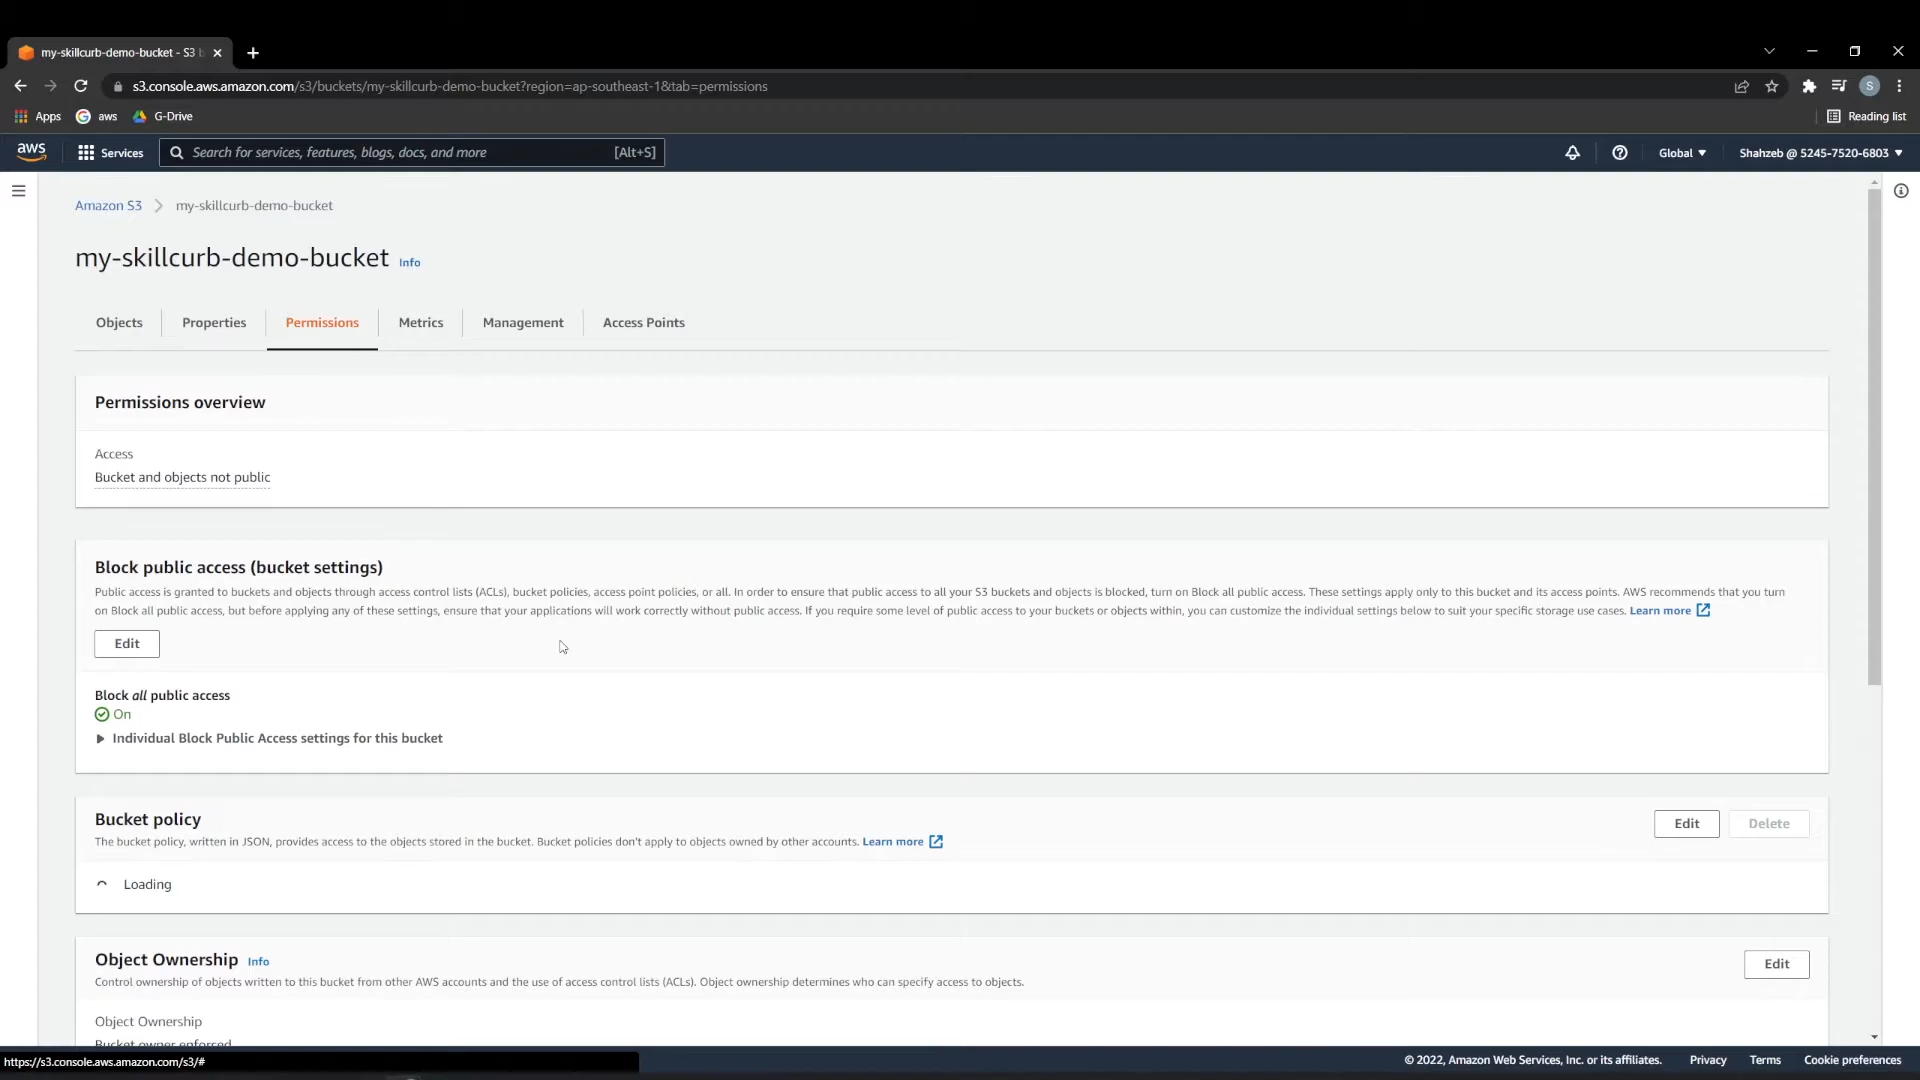 my-skillcurb-demo-bucket - S3 b
s3.console.aws.amazon.com/s3/buckets/my-skillcurb-demo-bucket?region=ap-southeast-1&tab=permissions
S
Apps
aws
G-Drive
Reading list
aws
Services
Search for services, features, blogs, docs, and more
[Alt+S]
Global
Shahzeb @ 5245-7520-6803
Amazon S3
my-skillcurb-demo-bucket
my-skillcurb-demo-bucket Info
Objects
Properties
Permissions
Metrics
Management
Access Points
Permissions overview
Access
Bucket and objects not public
Block public access (bucket settings)
Public access is granted to buckets and objects through access control lists (ACLs), bucket policies, access point policies, or all. In order to ensure that public access to all your S3 buckets and objects is blocked, turn on Block all public access. These settings apply only to this bucket and its access points. AWS recommends that you turn
on Block all public access, but before applying any of these settings, ensure that your applications will work correctly without public access. If you require some level of public access to your buckets or objects within, you can customize the individual settings below to suit your specific storage use cases. Learn more
Edit
Block all public access
On
Individual Block Public Access settings for this bucket
Bucket policy
Edit
Delete
The bucket policy, written in JSON, provides access to the objects stored in the bucket. Bucket policies don't apply to objects owned by other accounts. Learn more
Loading
Object Ownership Info
Edit
Control ownership of objects written to this bucket from other AWS accounts and the use of access control lists (ACLs). Object ownership determines who can specify access to objects.
Object Ownership
Bucket owner enforced
https://s3.console.aws.amazon.com/s3/#
© 2022, Amazon Web Services, Inc. or its affiliates.
Privacy
Terms
Cookie preferences